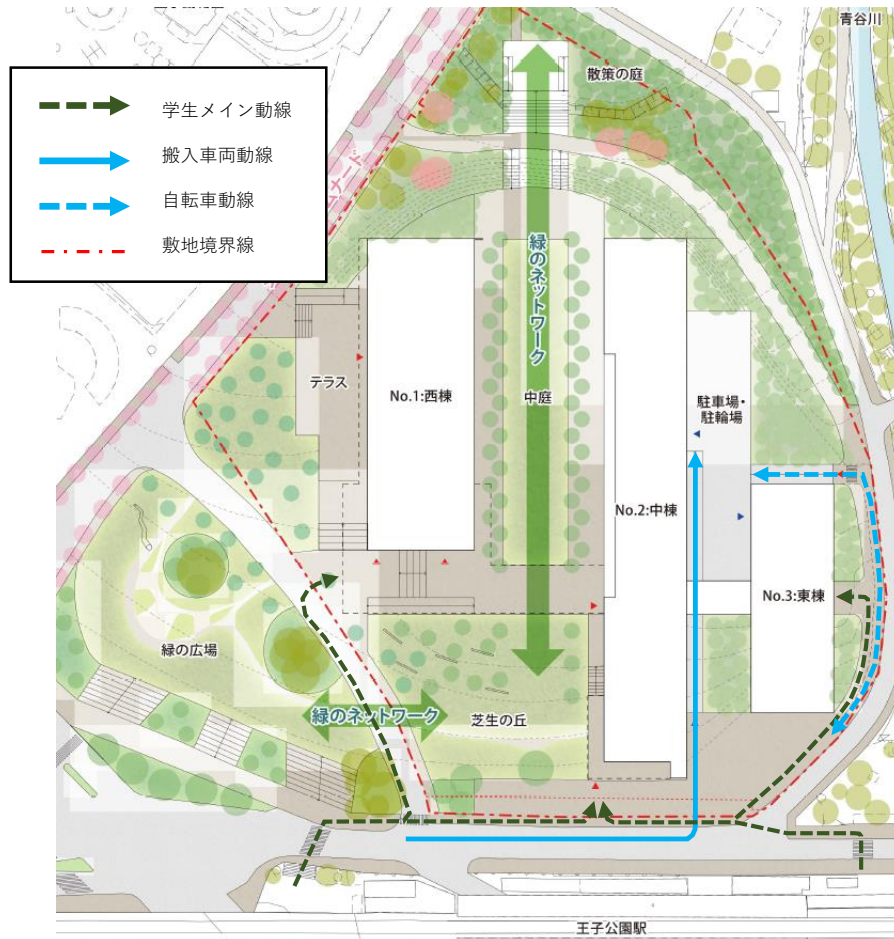 青谷川
散策の庭
学生メイン動線
搬入車両動線
自転車動線
敷地境界線
緑のネットワーク
テラス
No.1:西棟
中庭
駐車場・
駐輪場
No.2:中棟
No.3:東棟
緑の広場
緑のネットワーク
芝生の丘
王子公園駅